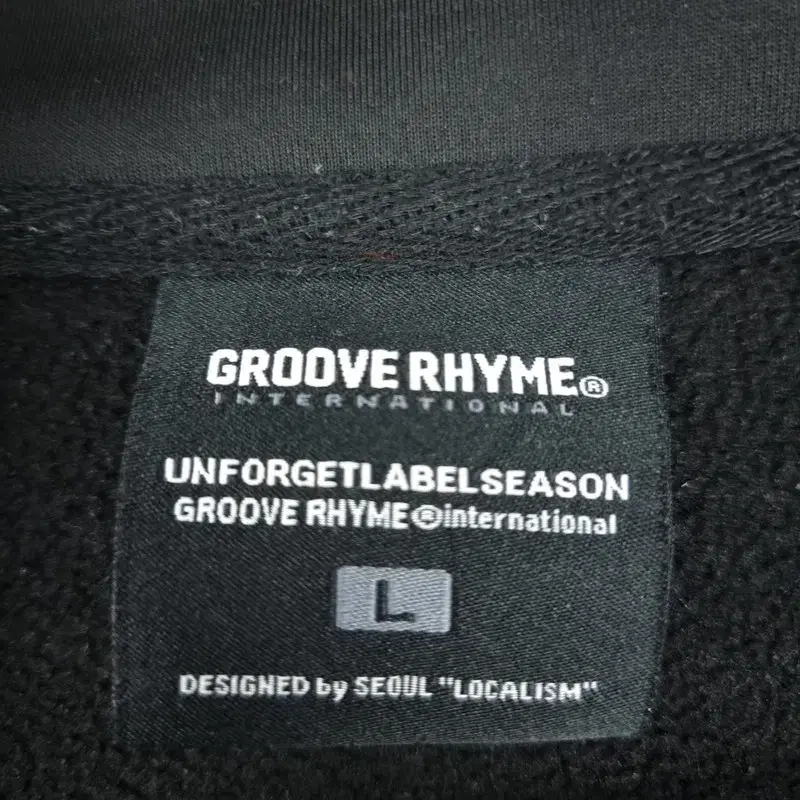 GROOVE RHYME®
INTERNATIONAL
UNFORGETLABELSEASON
GROOVE RHYME®international
L
DESIGNED by SEOUL "LOCALISM"